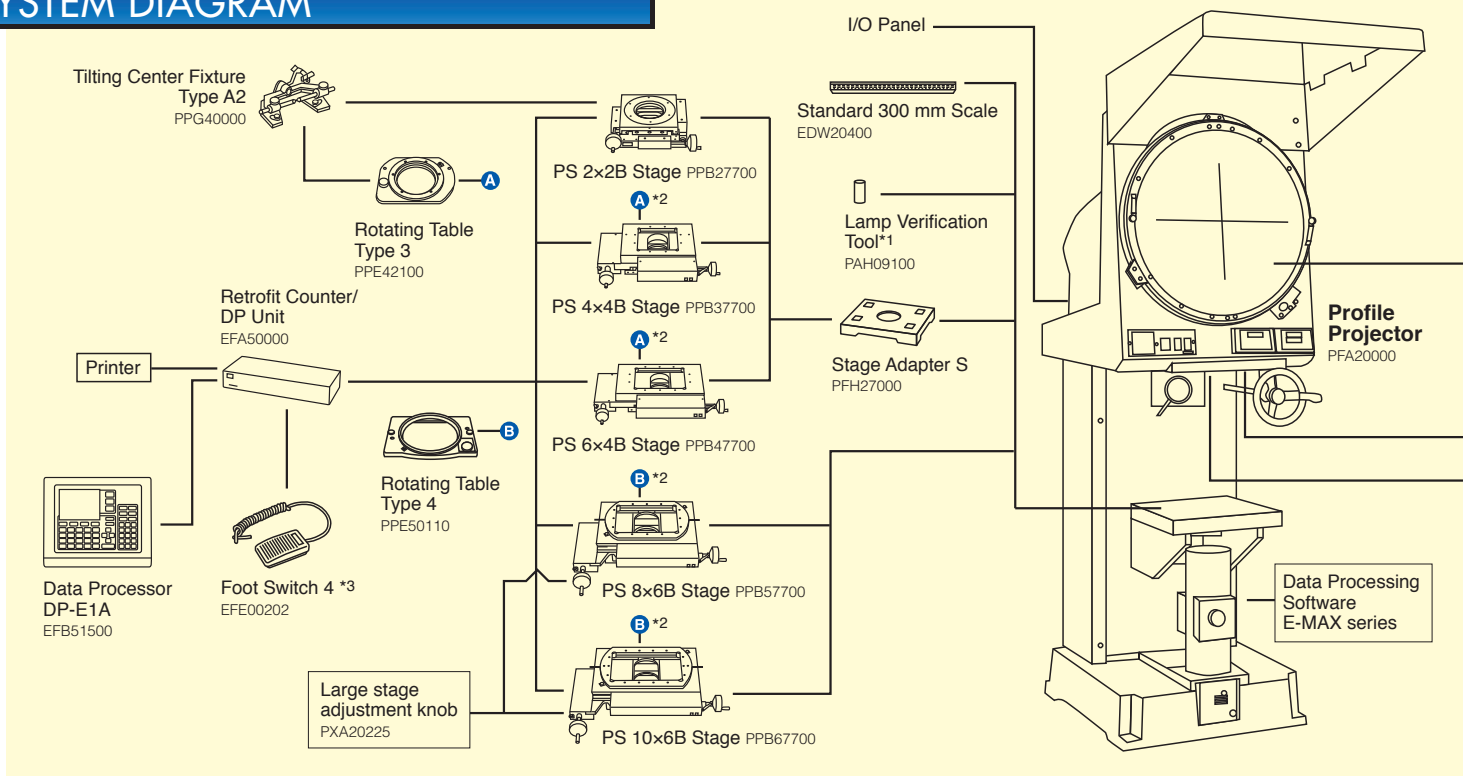 YSTEM DIAGRAM
I/O Panel
Tilting Center Fixture
Type A2
PPG40000
Standard 300 mm Scale
EDW20400
PS 2×2B Stage PPB27700
A
Rotating Table
Type 3
PPE42100
A *2
Lamp Verification
Tool*1
PAH09100
PS 4×4B Stage PPB37700
Retrofit Counter/
DP Unit
EFA50000
A *2
Printer
Stage Adapter S
PFH27000
Profile
Projector
PFA20000
PS 6×4B Stage PPB47700
B
Rotating Table
Type 4
PPE50110
B *2
PS 8×6B Stage PPB57700
Data Processor
DP-E1A
EFB51500
Foot Switch 4 *3
EFE00202
Data Processing
Software
E-MAX series
B *2
Large stage
adjustment knob
PXA20225
PS 10×6B Stage PPB67700